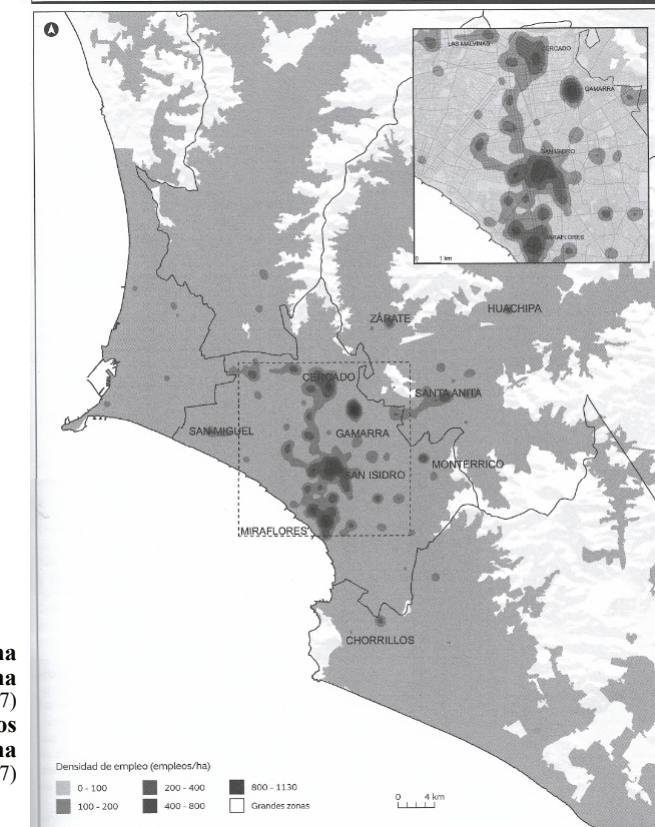 LAS MALVINAS
CERCADO
GAMARRA
SAN ISIDRO
MIRAFLORES
0 1 km
ZÁRATE
HUACHIPA
CERCADO
SANTA ANITA
SAN MIGUEL
GAMARRA
MONTERRICO
SAN ISIDRO
MIRAFLORES
CHORRILLOS
na
na
7)
os
na
7)
Densidad de empleo (empleos/ha)
0 - 100
200 - 400
800 - 1130
100 - 200
400 - 800
Grandes zonas
0 4 km